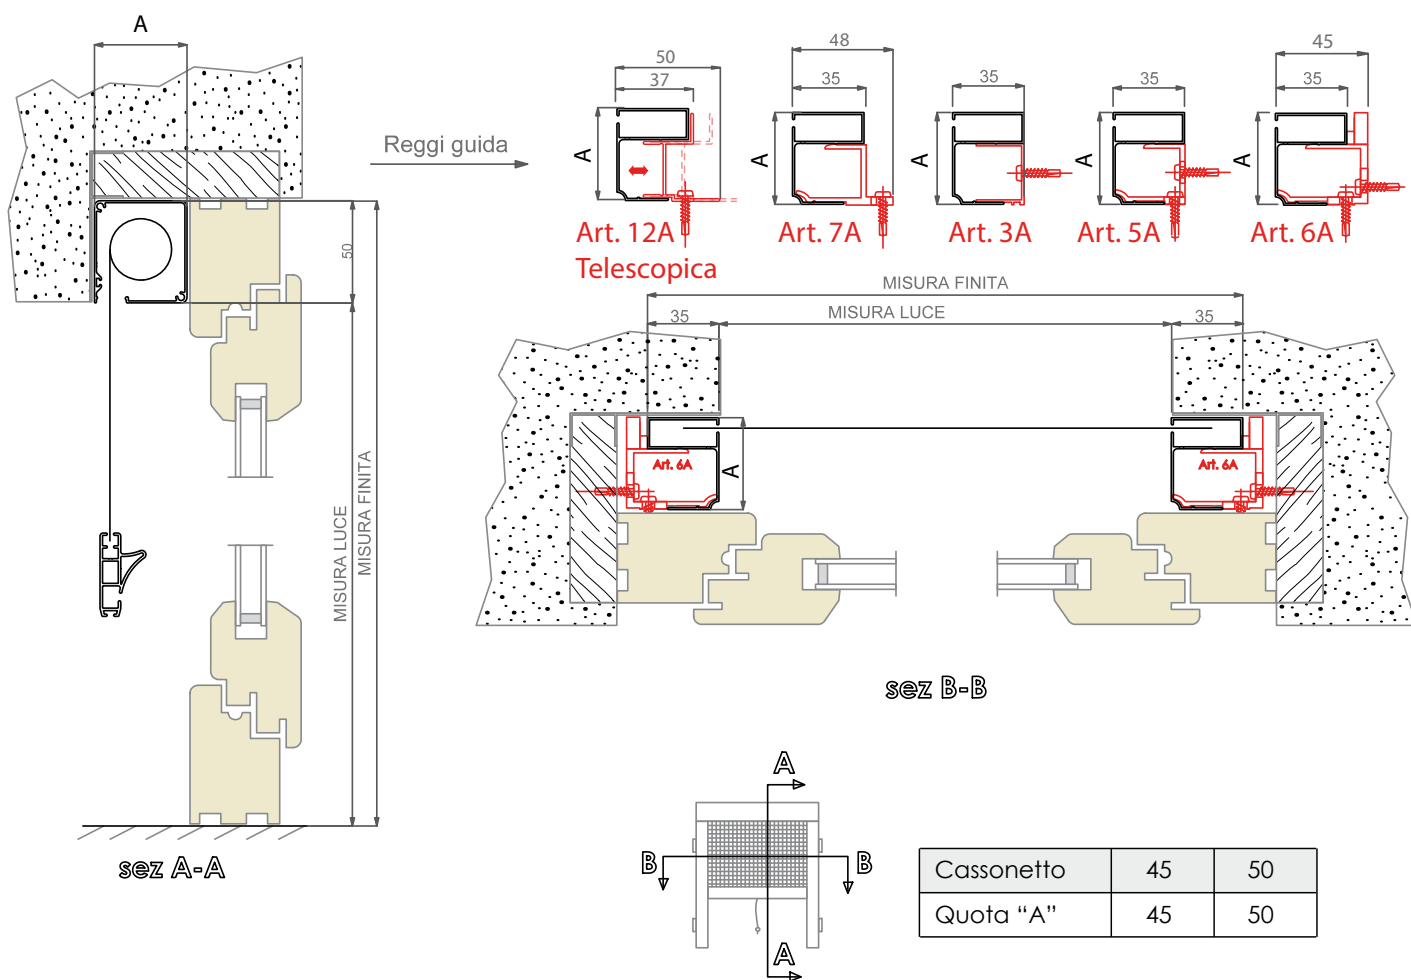 A
50
MISURA LUCE
MISURA FINITA
sez A-A
Reggi guida
50
37
A
Art. 12A
Telescopica
48
35
A
Art. 7A
35
A
Art. 3A
35
A
Art. 5A
45
35
A
Art. 6A
MISURA FINITA
35
MISURA LUCE
35
Art. 6A
A
Art. 6A
sez B-B
A
B
B
A
Cassonetto 45 50
Quota “A” 45 50